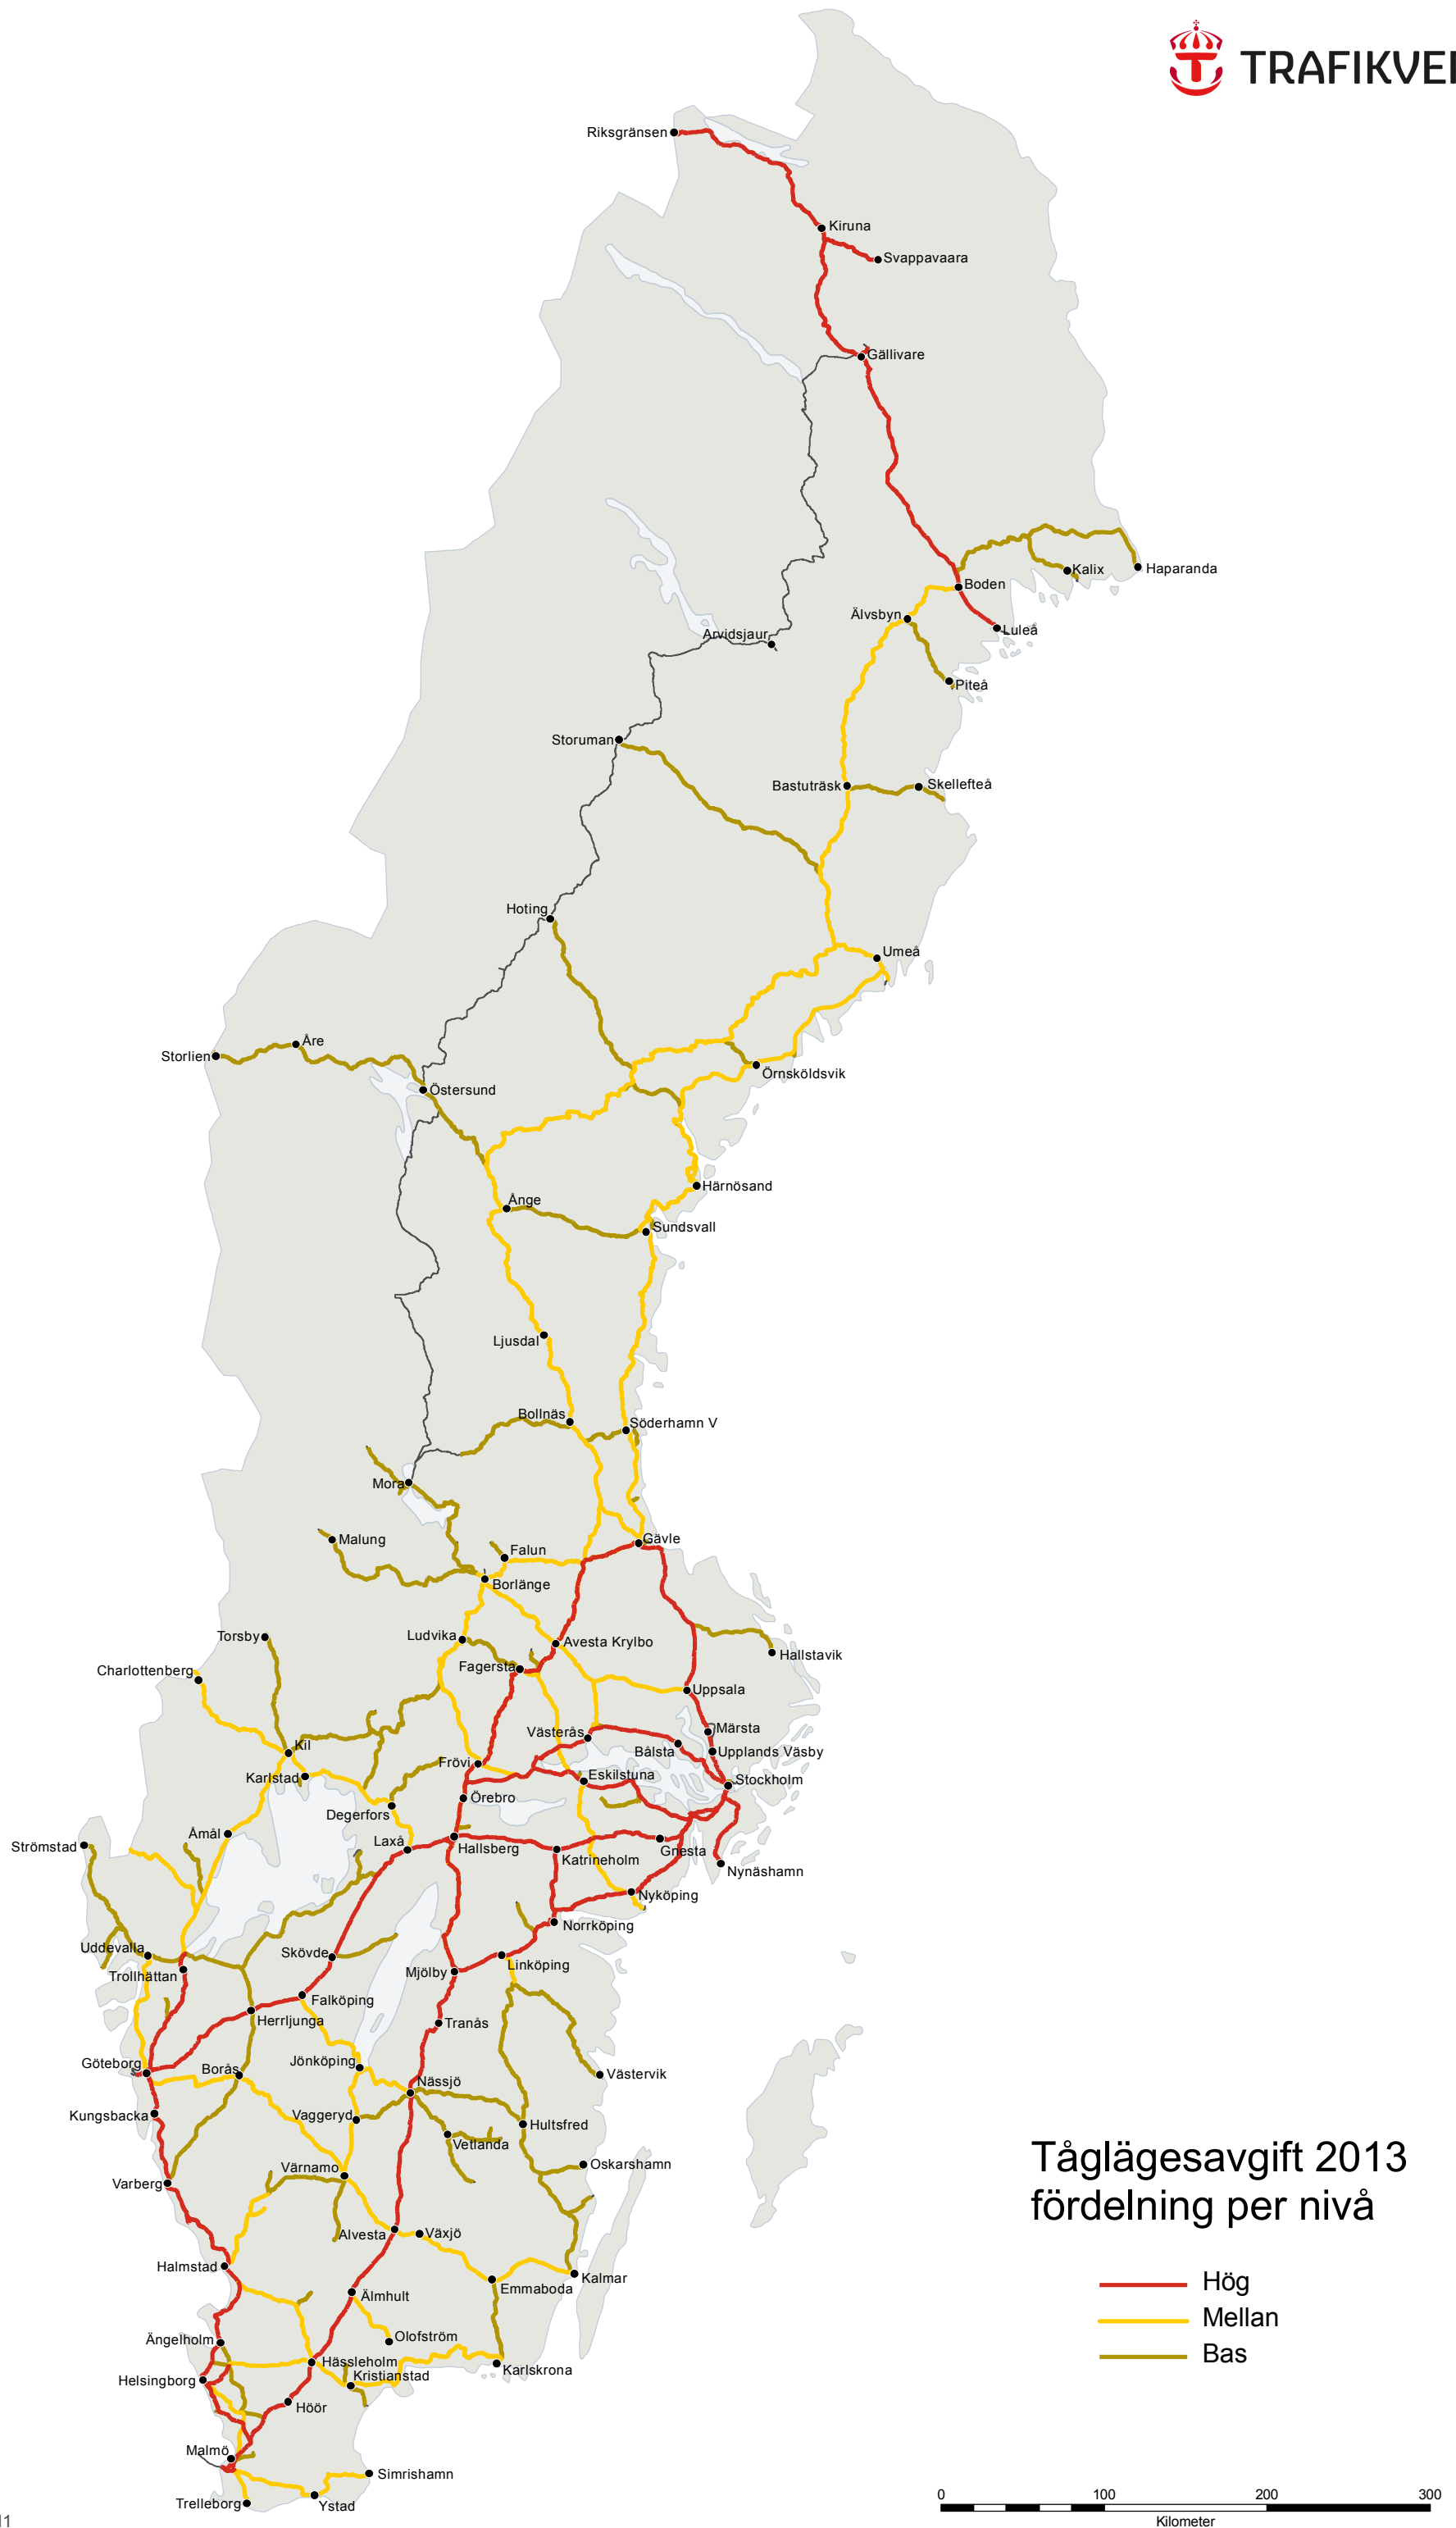 TRAFIKVE
Riksgränsen
Kiruna
Svappavaara
Gällivare
Kalix
Haparanda
Boden
Älvsbyn
Luleå
Arvidsjaur
Piteå
Storuman
Bastuträsk
Skellefteå
Hoting
Umeå
Åre
Storlien
Örnsköldsvik
Östersund
Härnösand
Ånge
Sundsvall
Ljusdal
Bollnäs
Söderhamn V
Mora
Malung
Gävle
Falun
Borlänge
Torsby
Ludvika
Avesta Krylbo
Hallstavik
Charlottenberg
Fagersta
Uppsala
Märsta
Västerås
Bålsta
Upplands Väsby
Kil
Frövi
Karlstad
Eskilstuna
Stockholm
Örebro
Degerfors
Åmål
Strömstad
Laxå
Hallsberg
Gnesta
Katrineholm
Nynäshamn
Nyköping
Norrköping
Uddevalla
Skövde
Linköping
Trollhättan
Mjölby
Falköping
Herrljunga
Tranås
Göteborg
Borås
Jönköping
Västervik
Nässjö
Kungsbacka
Vaggeryd
Hultsfred
Vetlanda
Oskarshamn
Värnamo
Varberg
Alvesta
Växjö
Halmstad
Kalmar
Emmaboda
Älmhult
Olofström
Ängelholm
Hässleholm
Karlskrona
Kristianstad
Helsingborg
Höör
Malmö
Simrishamn
Trelleborg
Ystad
Tåglägesavgift 2013
fördelning per nivå
Hög
Mellan
Bas
0 100 200 300
Kilometer